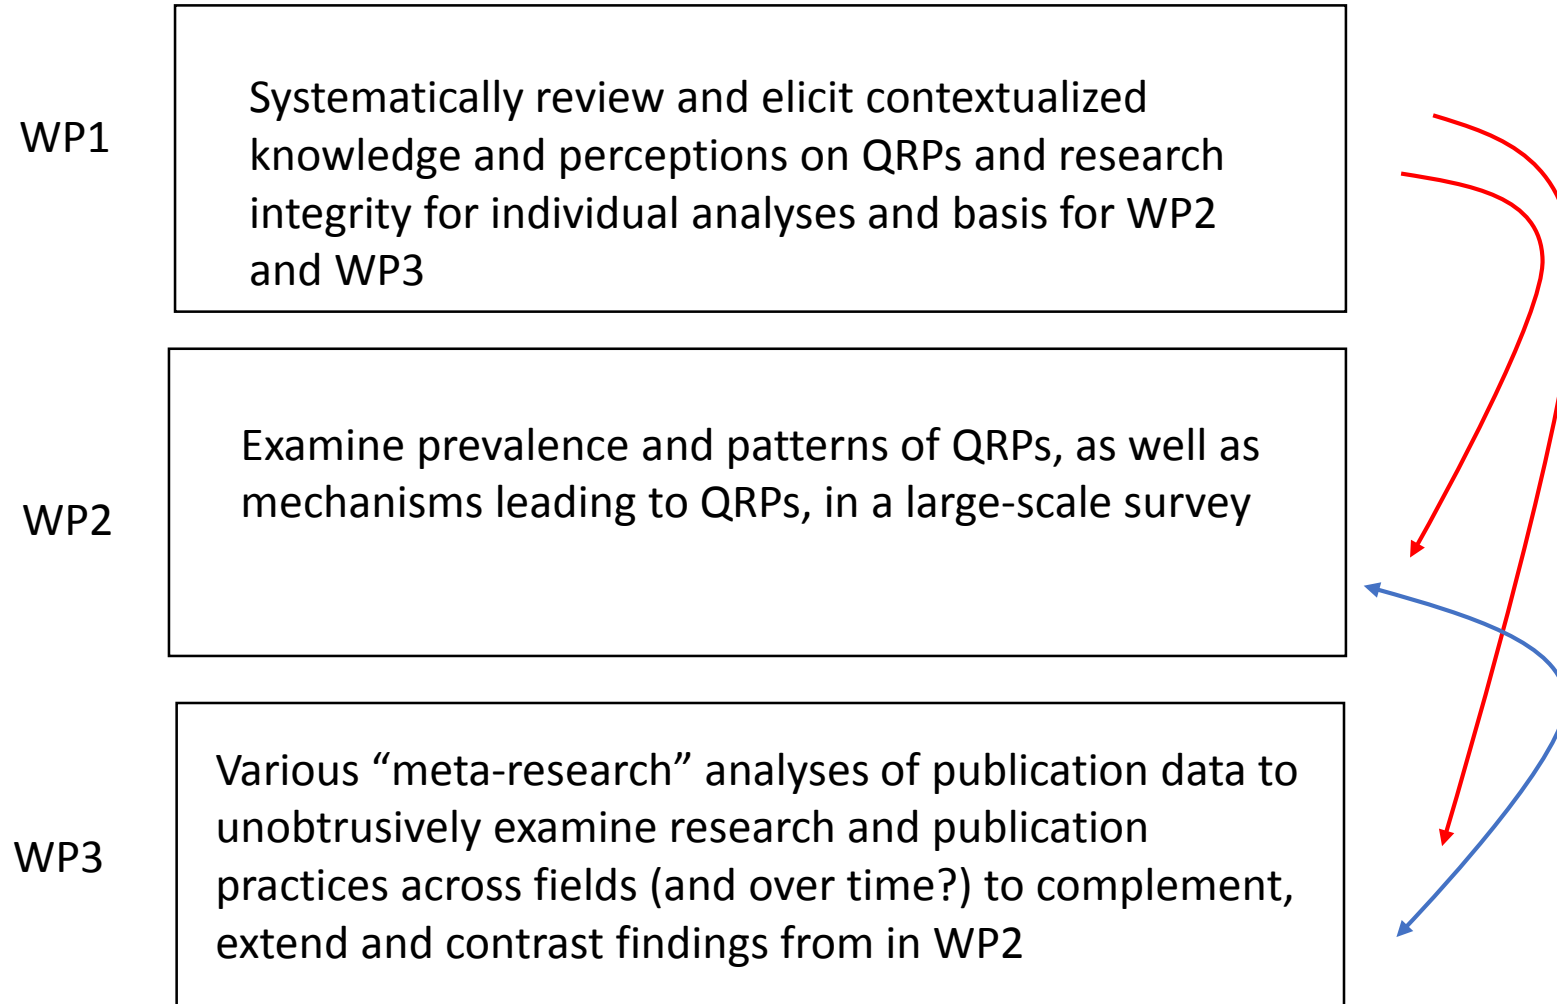 WP1
Systematically review and elicit contextualized
knowledge and perceptions on QRPs and research
integrity for individual analyses and basis for WP2
and WP3
WP2
Examine prevalence and patterns of QRPs, as well as
mechanisms leading to QRPs, in a large-scale survey
WP3
Various “meta-research” analyses of publication data to
unobtrusively examine research and publication
practices across fields (and over time?) to complement,
extend and contrast findings from in WP2